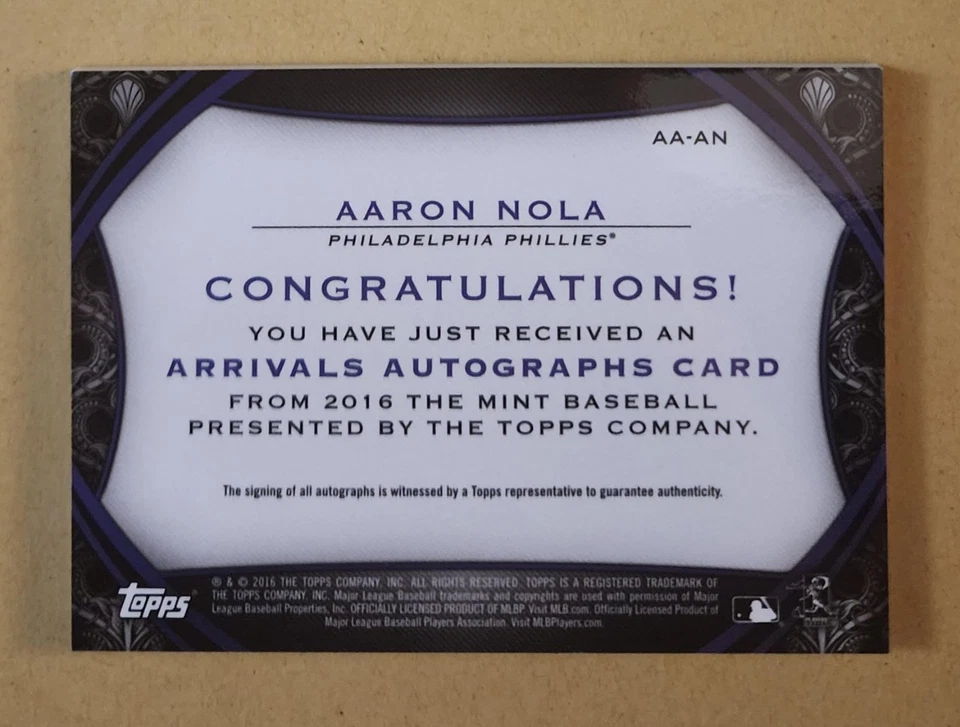 AA-AN
AARON NOLA
PHILADELPHIA PHILLIES®
CONGRATULATIONS!
YOU HAVE JUST RECEIVED AN
ARRIVALS AUTOGRAPHS CARD
FROM 2016 THE MINT BASEBALL
PRESENTED BY THE TOPPS COMPANY.
The signing of all autographs is witnessed by a Topps representative to guarantee authenticity.
Topps
® & © 2016 THE TOPPS COMPANY, INC. ALL RIGHTS RESERVED. TOPPS IS A REGISTERED TRADEMARK OF
THE TOPPS COMPANY, INC. Major League Baseball trademarks and copyrights are used with permission of Major
League Baseball Properties, Inc. OFFICIALLY LICENSED PRODUCT OF MLBP Visit MLB.com. Officially Licensed Product of
Major League Baseball Players Association. Visit MLBPlayers.com.